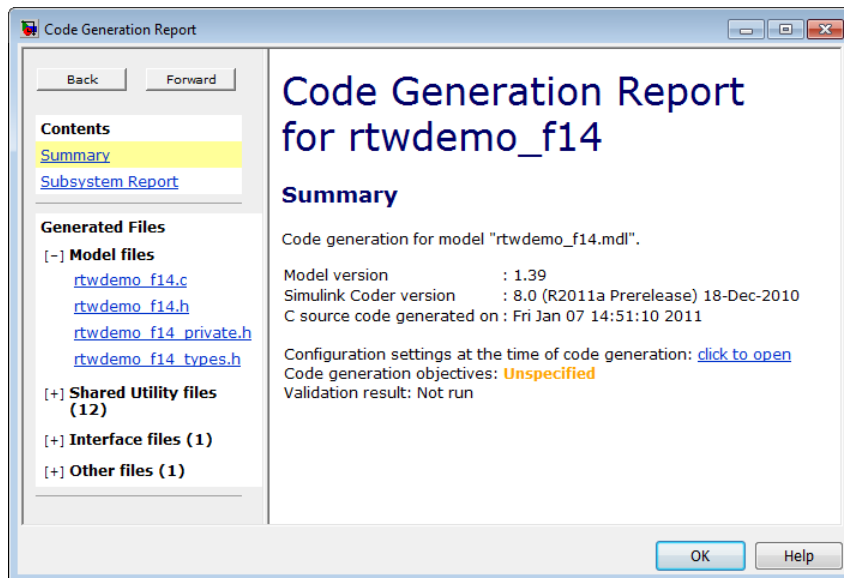 Code Generation Report
Back
Forward
Contents
Summary
Subsystem Report
Generated Files
[-] Model files
rtwdemo_f14.c
rtwdemo_f14.h
rtwdemo_f14_private.h
rtwdemo_f14_types.h
[+] Shared Utility files
(12)
[+] Interface files (1)
[+] Other files (1)
Code Generation Report
for rtwdemo_f14
Summary
Code generation for model "rtwdemo_f14.mdl".
Model version : 1.39
Simulink Coder version : 8.0 (R2011a Prerelease) 18-Dec-2010
C source code generated on : Fri Jan 07 14:51:10 2011
Configuration settings at the time of code generation: click to open
Code generation objectives: Unspecified
Validation result: Not run
OK
Help